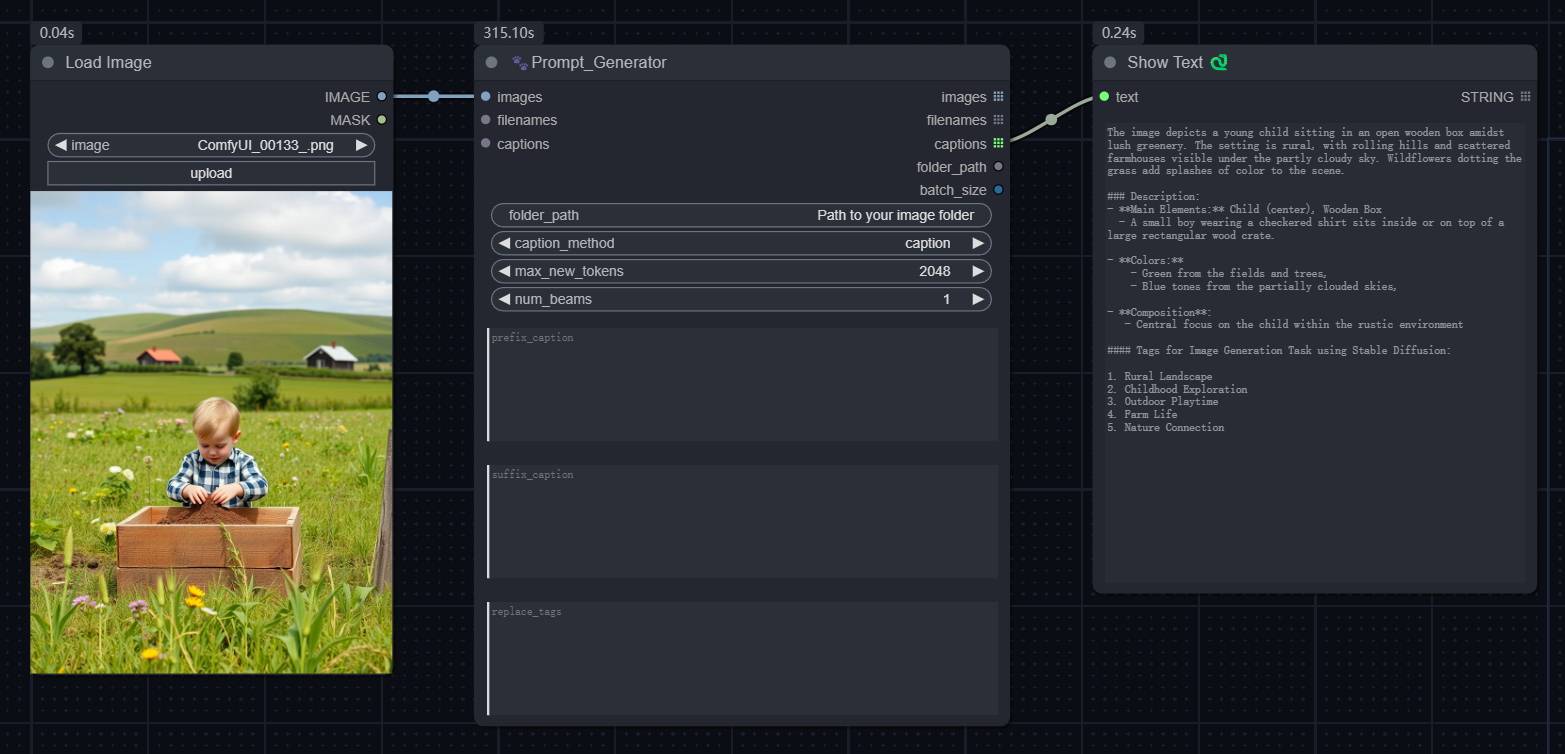 0.04s
Load Image
IMAGE
MASK
image ComfyUI_00133_.png
upload
315.10s
Prompt_Generator
images images
filenames filenames
captions captions
folder_path
batch_size
folder_path Path to your image folder
caption_method caption
max_new_tokens 2048
num_beams 1
prefix_caption
suffix_caption
replace_tags
0.24s
Show Text
text STRING
The image depicts a young child sitting in an open wooden box amidst
lush greenery. The setting is rural, with rolling hills and scattered
farmhouses visible under the partly cloudy sky. Wildflowers dotting the
grass add splashes of color to the scene.
### Description:
- **Main Elements:** Child (center), Wooden Box
- A small boy wearing a checkered shirt sits inside or on top of a
large rectangular wood crate.
- **Colors:**
- Green from the fields and trees,
- Blue tones from the partially clouded skies,
- **Composition**:
- Central focus on the child within the rustic environment
#### Tags for Image Generation Task using Stable Diffusion:
1. Rural Landscape
2. Childhood Exploration
3. Outdoor Playtime
4. Farm Life
5. Nature Connection